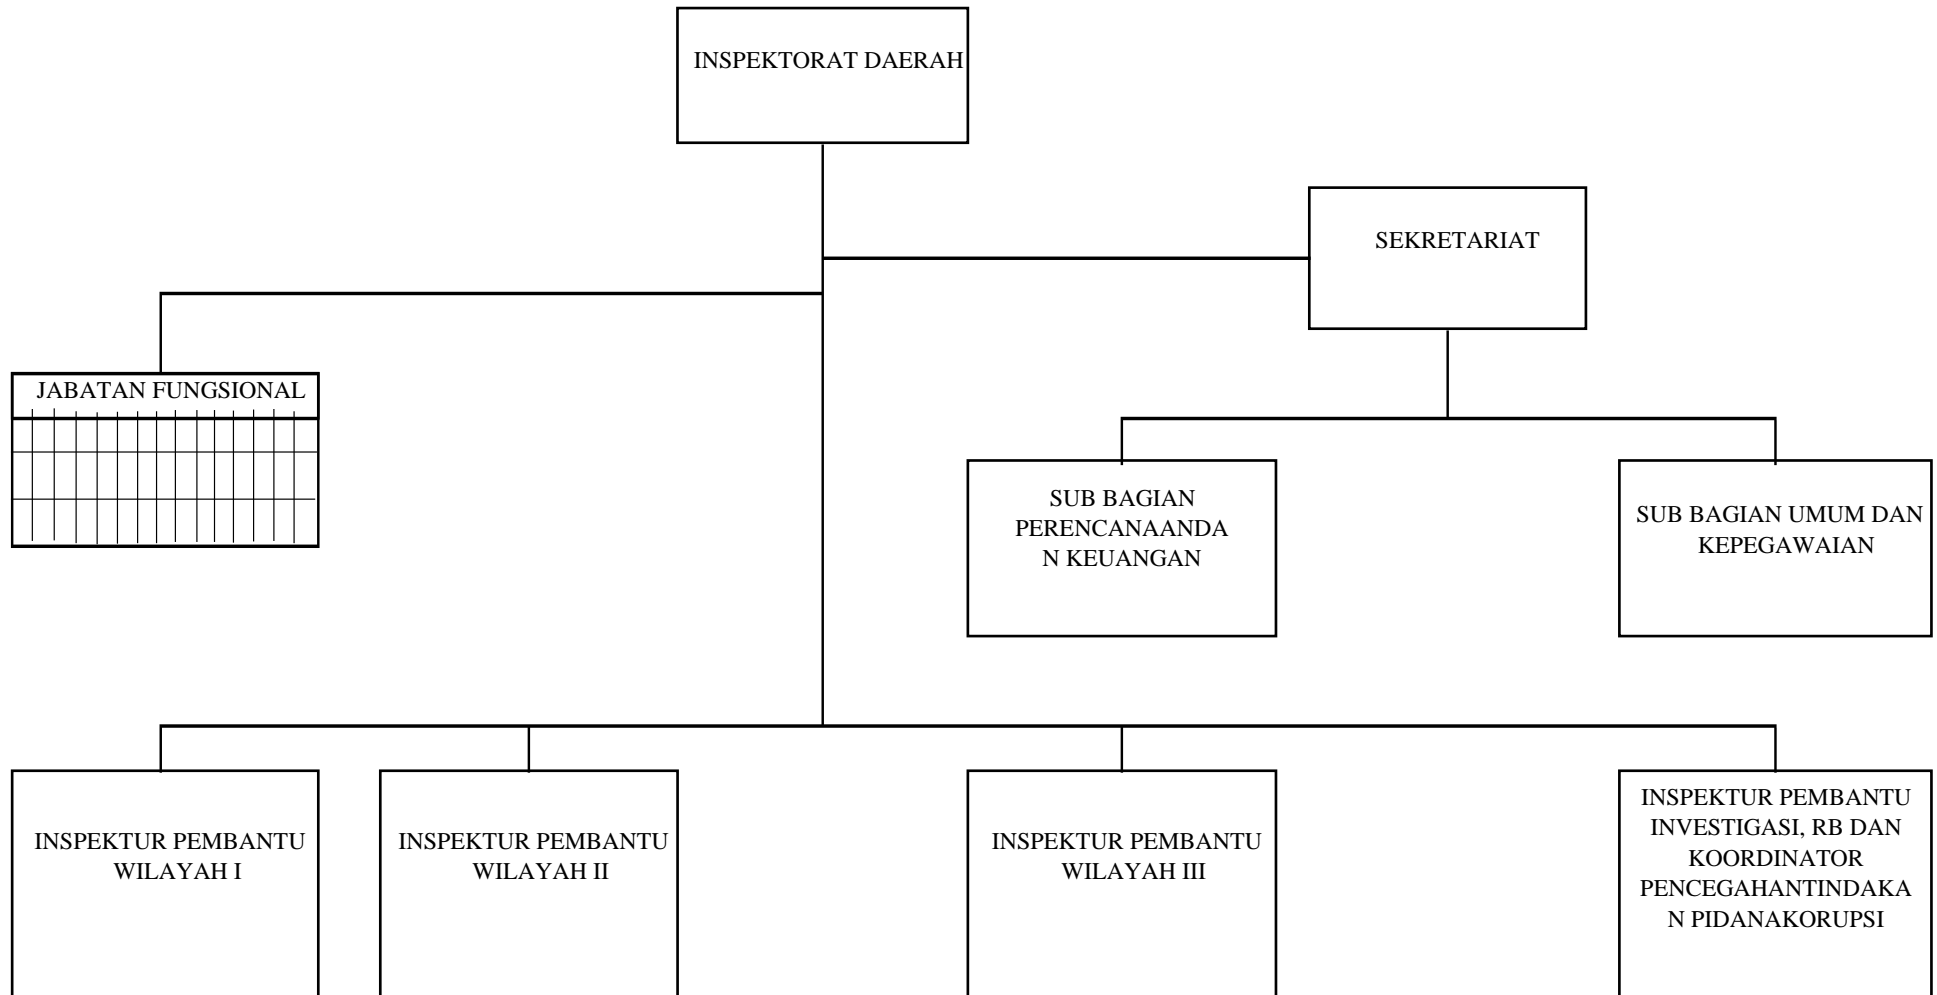 INSPEKTORAT DAERAH
SEKRETARIAT
JABATAN FUNGSIONAL
SUB BAGIAN
PERENCANAANDA
N KEUANGAN
SUB BAGIAN UMUM DAN
KEPEGAWAIAN
INSPEKTUR PEMBANTU
WILAYAH I
INSPEKTUR PEMBANTU
WILAYAH II
INSPEKTUR PEMBANTU
WILAYAH III
INSPEKTUR PEMBANTU
INVESTIGASI, RB DAN
KOORDINATOR
PENCEGAHANTINDAKA
N PIDANAKORUPSI